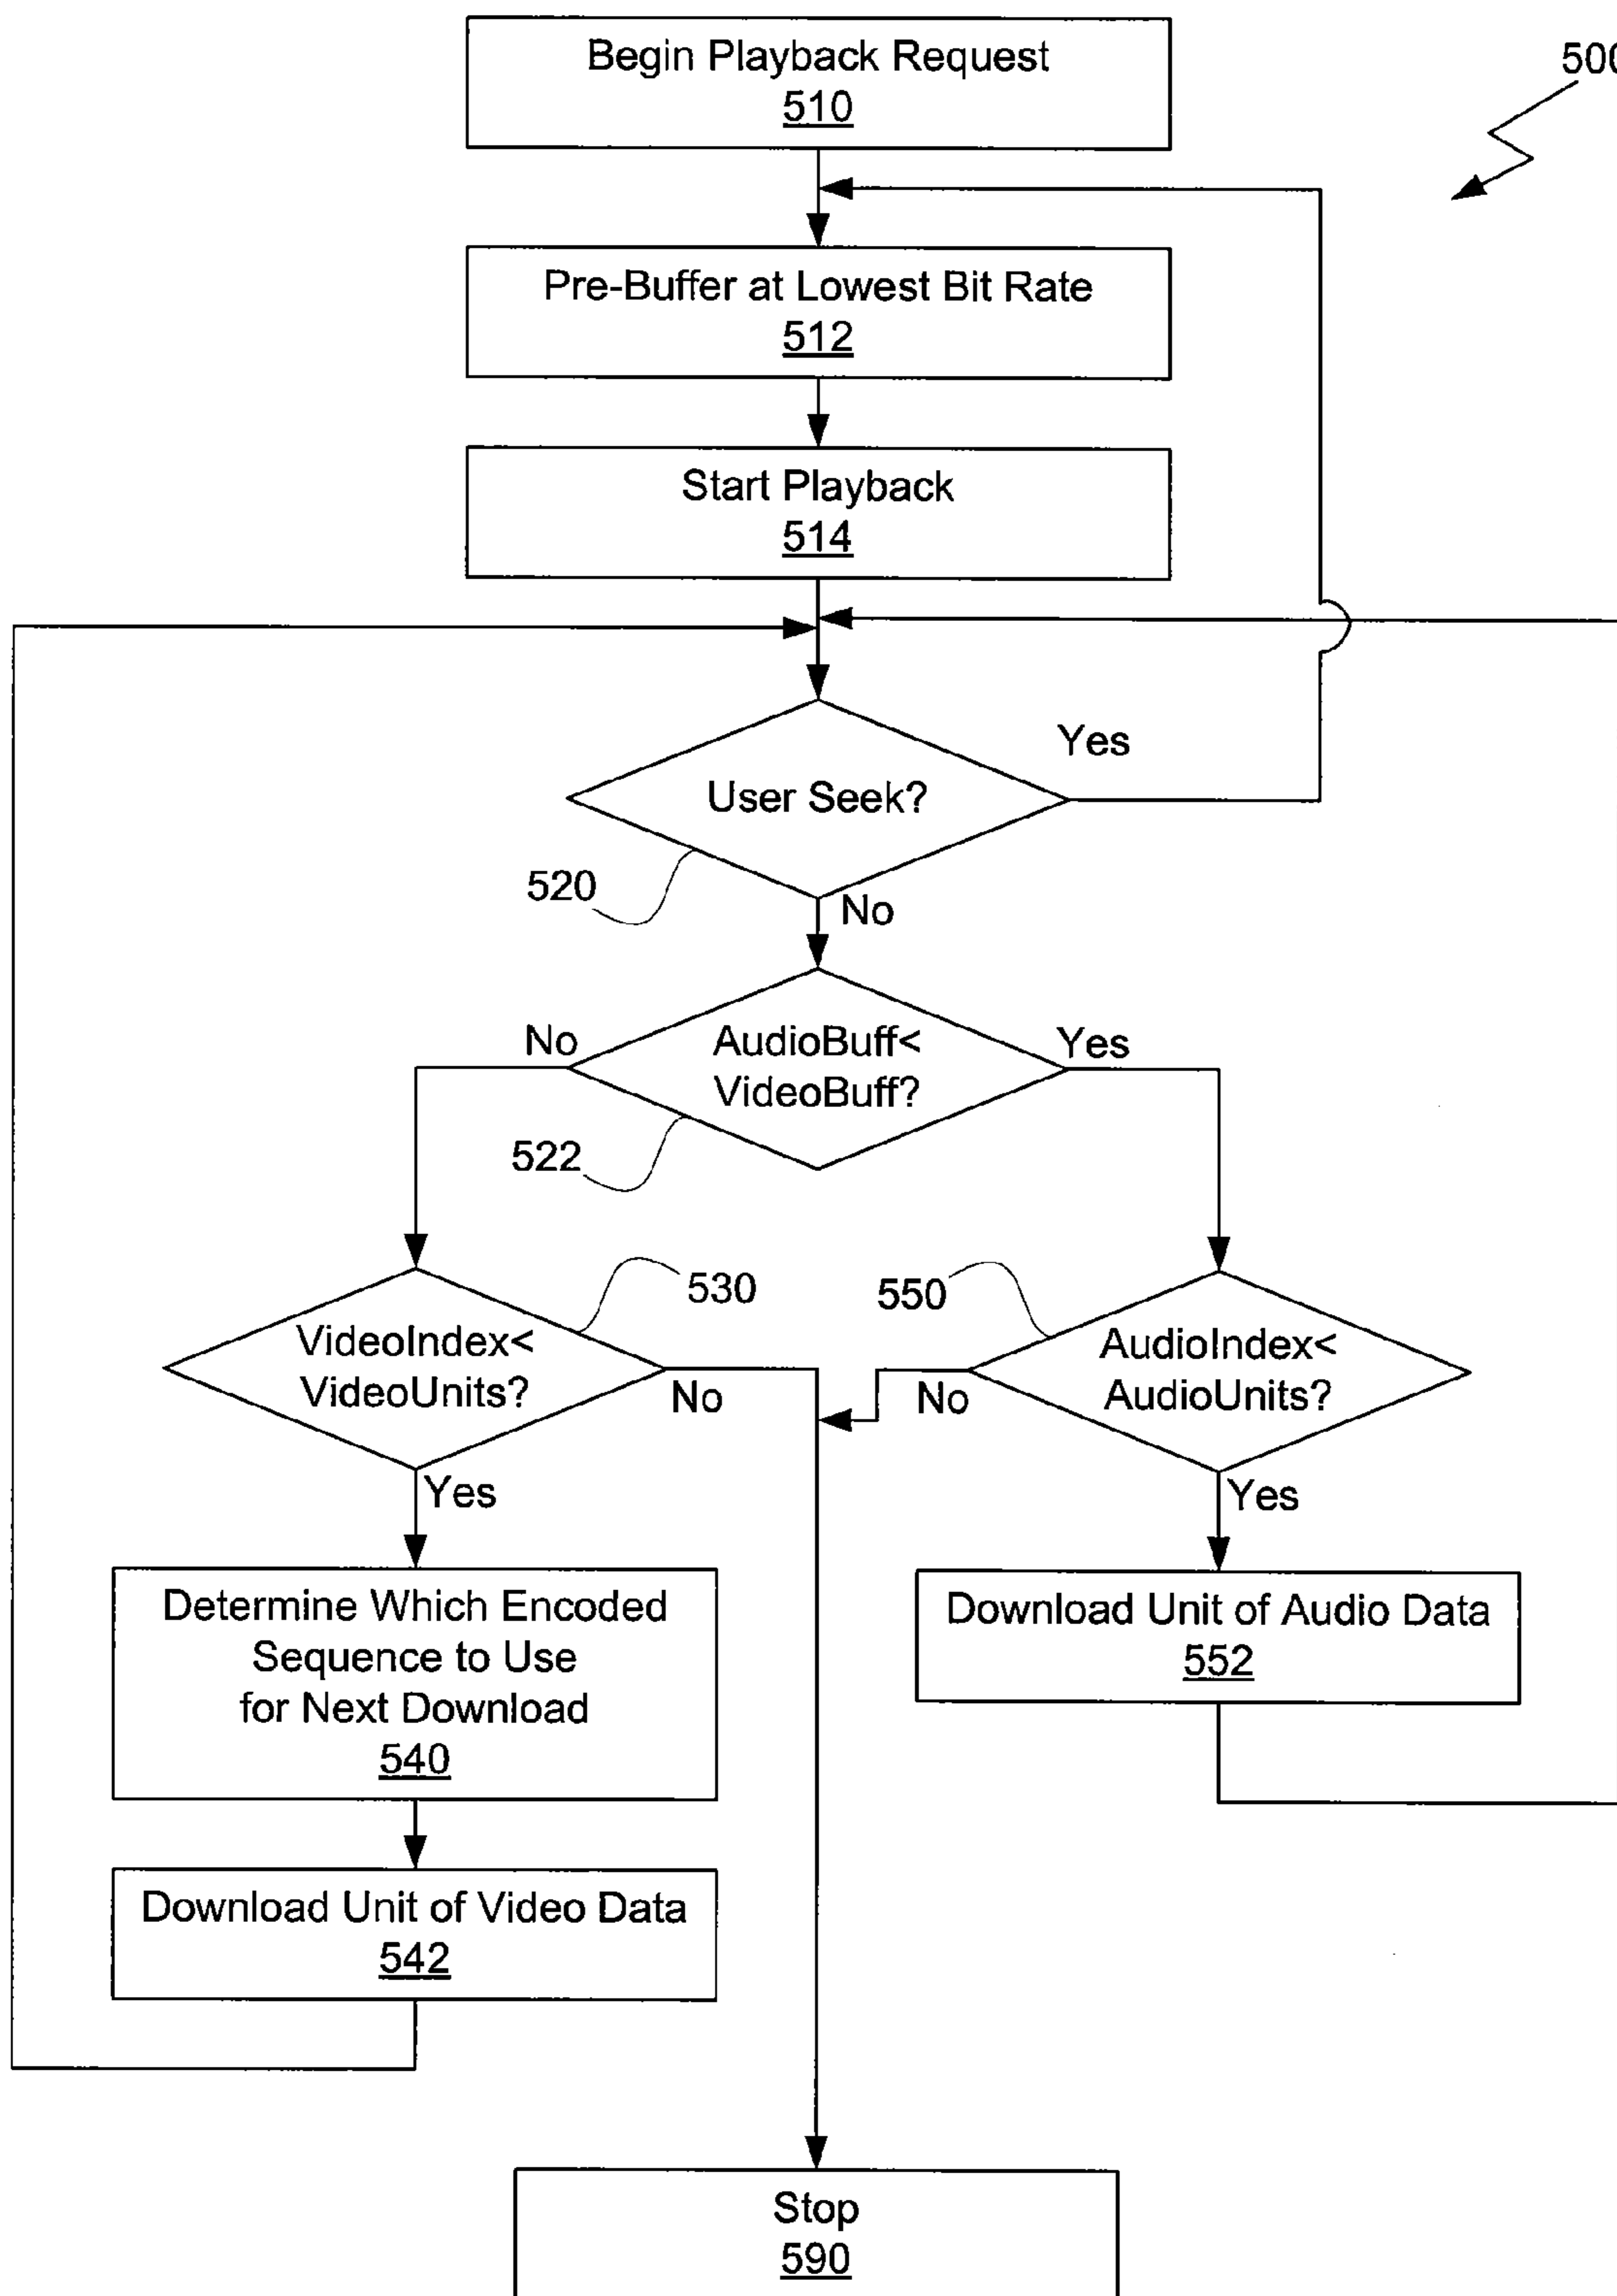 Begin Playback Request
510
500
Pre-Buffer at Lowest Bit Rate
512
Start Playback
514
User Seek?
Yes
520
No
AudioBuff<
VideoBuff?
No
Yes
522
VideoIndex<
VideoUnits?
530
No
Yes
550
AudioIndex<
AudioUnits?
No
Yes
Determine Which Encoded
Sequence to Use
for Next Download
540
Download Unit of Audio Data
552
Download Unit of Video Data
542
Stop
590